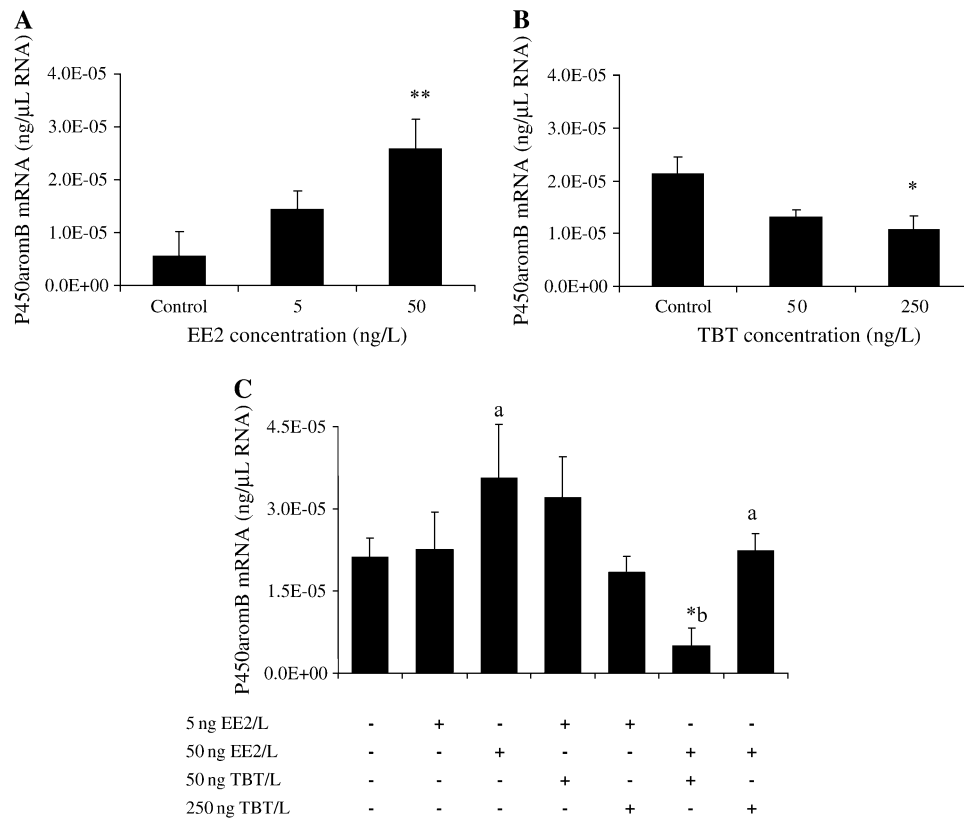 A
P450aromB mRNA (ng/μL RNA)
4.0E-05
3.0E-05
2.0E-05
1.0E-05
0.0E+00
**
Control 5 50
EE2 concentration (ng/L)
B
P450aromB mRNA (ng/μL RNA)
4.0E-05
3.0E-05
2.0E-05
1.0E-05
0.0E+00
*
Control 50 250
TBT concentration (ng/L)
C
P450aromB mRNA (ng/μL RNA)
4.5E-05
3.0E-05
1.5E-05
0.0E+00
a
a
*b
5 ng EE2/L - + - + + - -
50 ng EE2/L - - + - - + +
50 ng TBT/L - - - + - + -
250 ng TBT/L - - - - + - +